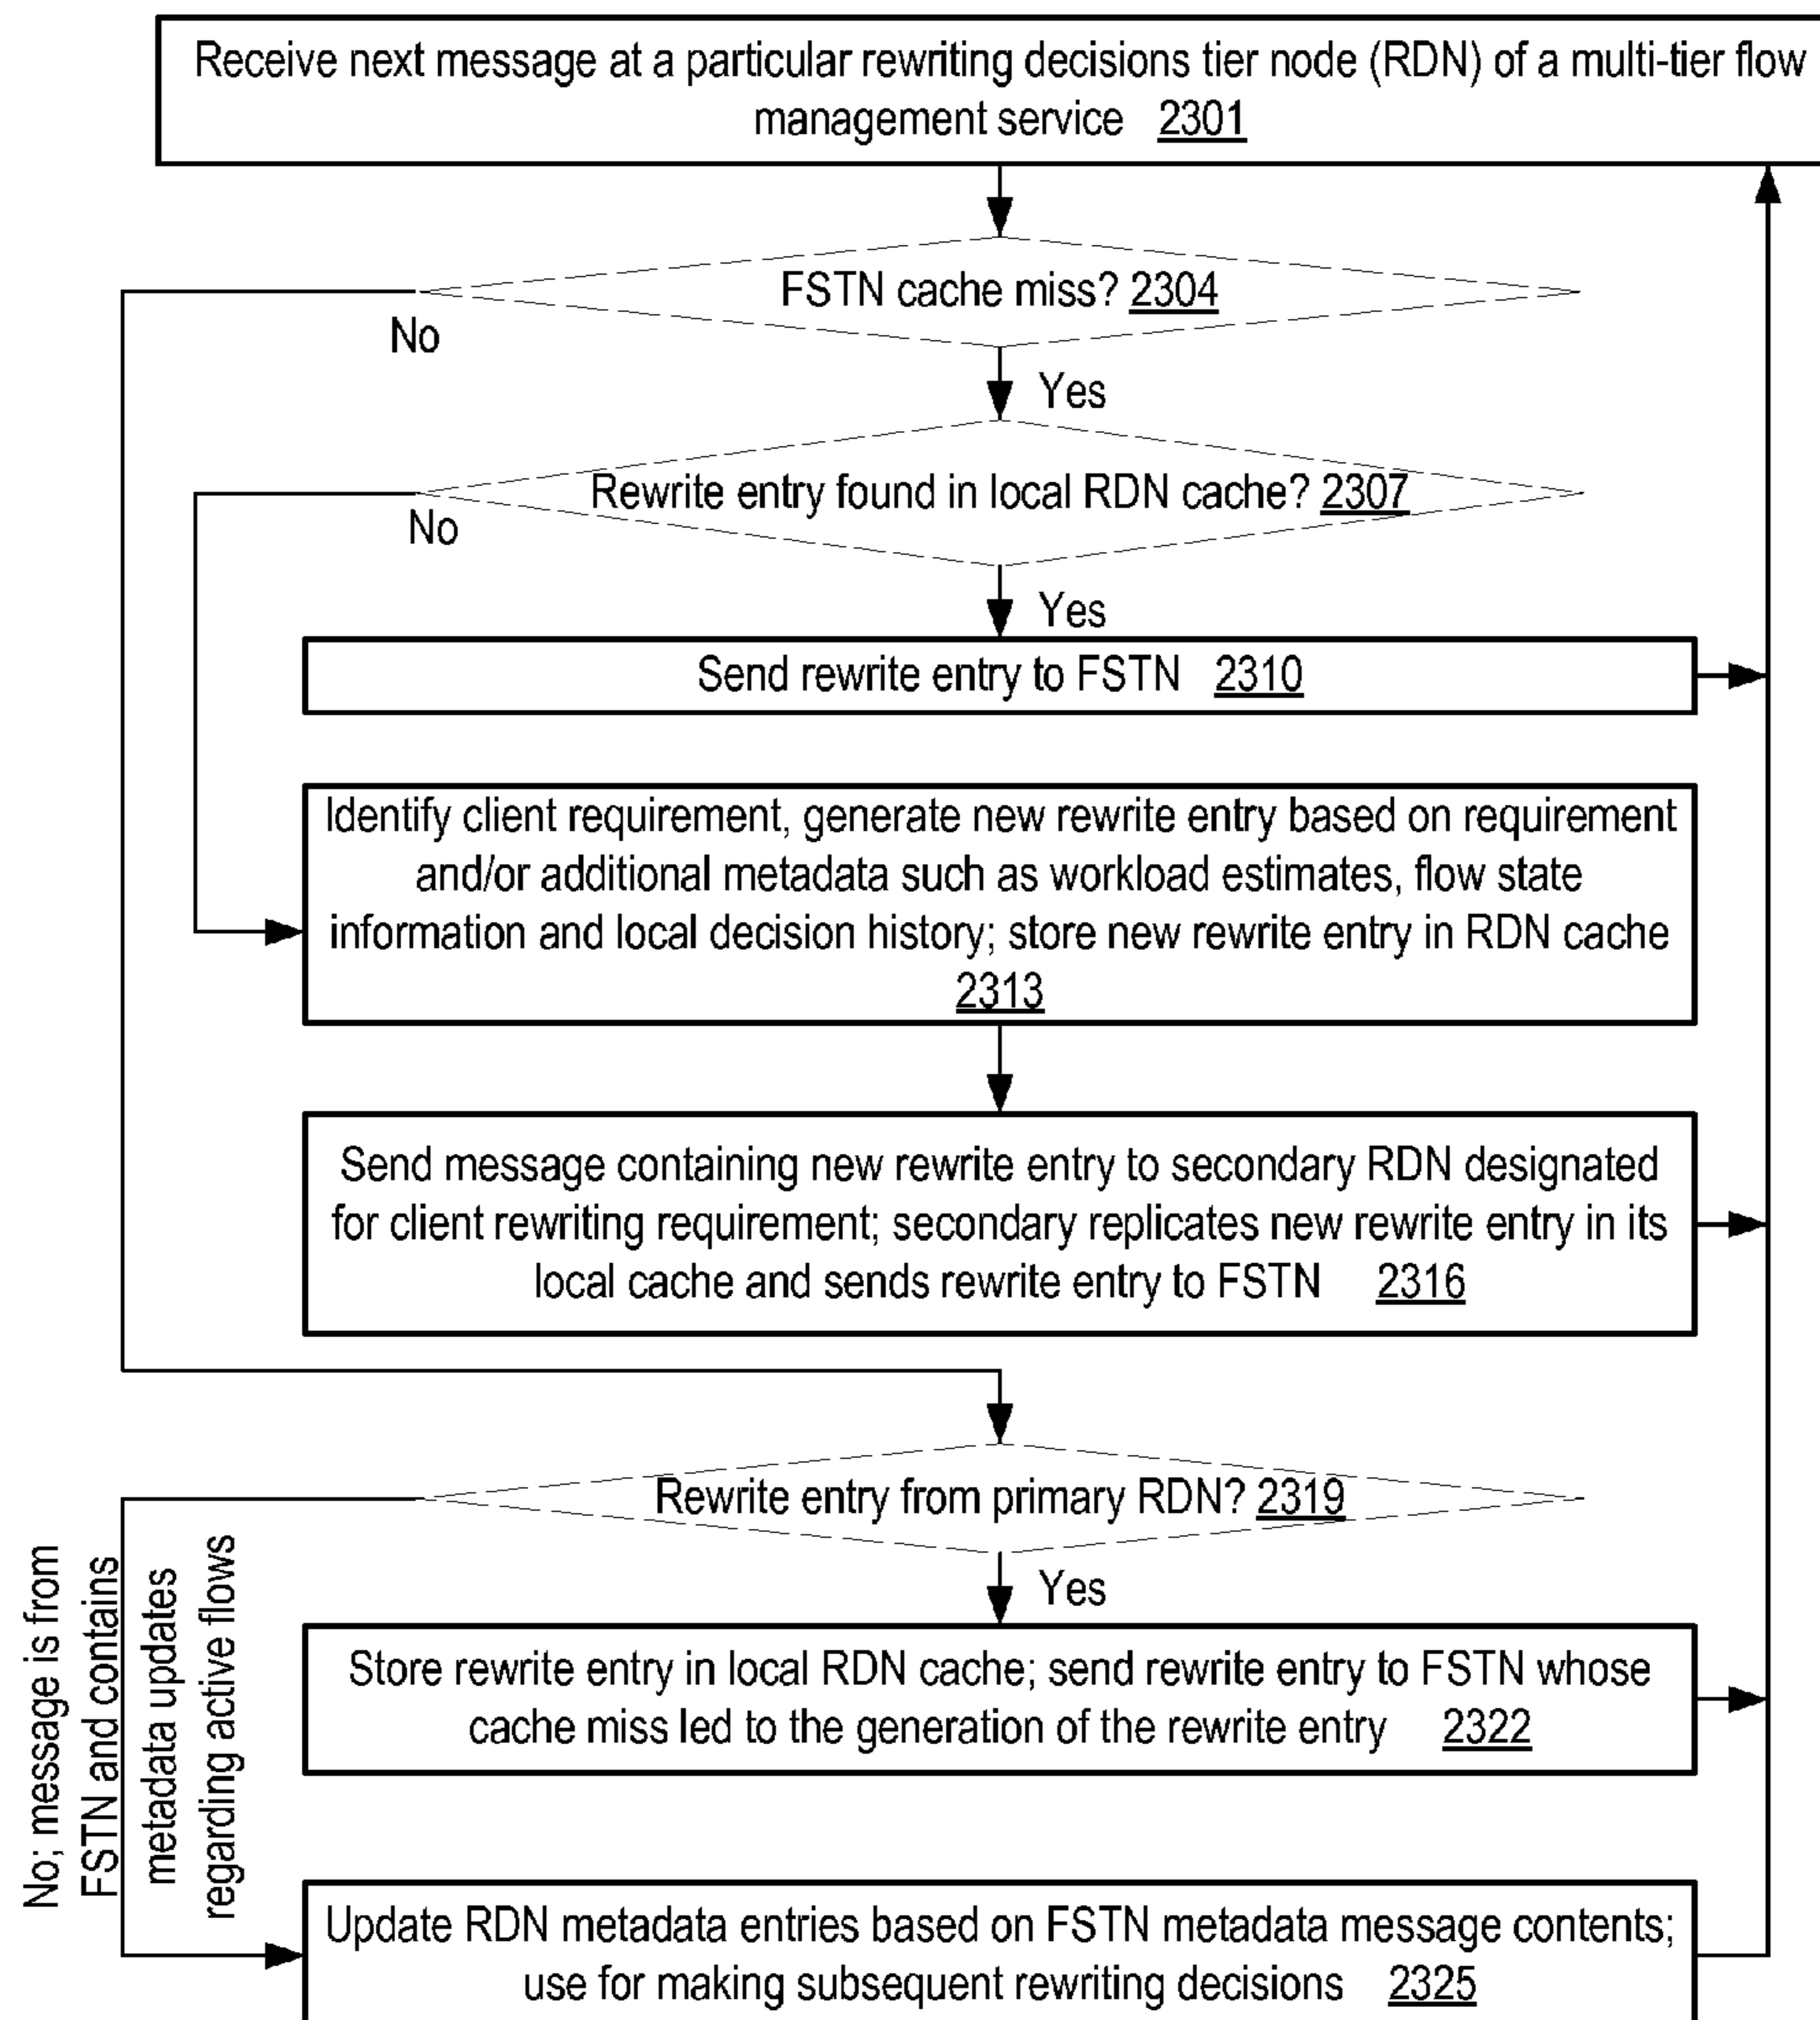 Receive next message at a particular rewriting decisions tier node (RDN) of a multi-tier flow
management service 2301
FSTN cache miss? 2304
No
Yes
Rewrite entry found in local RDN cache? 2307
No
Yes
Send rewrite entry to FSTN 2310
Identify client requirement, generate new rewrite entry based on requirement
and/or additional metadata such as workload estimates, flow state
information and local decision history; store new rewrite entry in RDN cache
2313
Send message containing new rewrite entry to secondary RDN designated
for client rewriting requirement; secondary replicates new rewrite entry in its
local cache and sends rewrite entry to FSTN 2316
Rewrite entry from primary RDN? 2319
No; message is from
FSTN and contains
metadata updates
regarding active flows
Yes
Store rewrite entry in local RDN cache; send rewrite entry to FSTN whose
cache miss led to the generation of the rewrite entry 2322
Update RDN metadata entries based on FSTN metadata message contents;
use for making subsequent rewriting decisions 2325